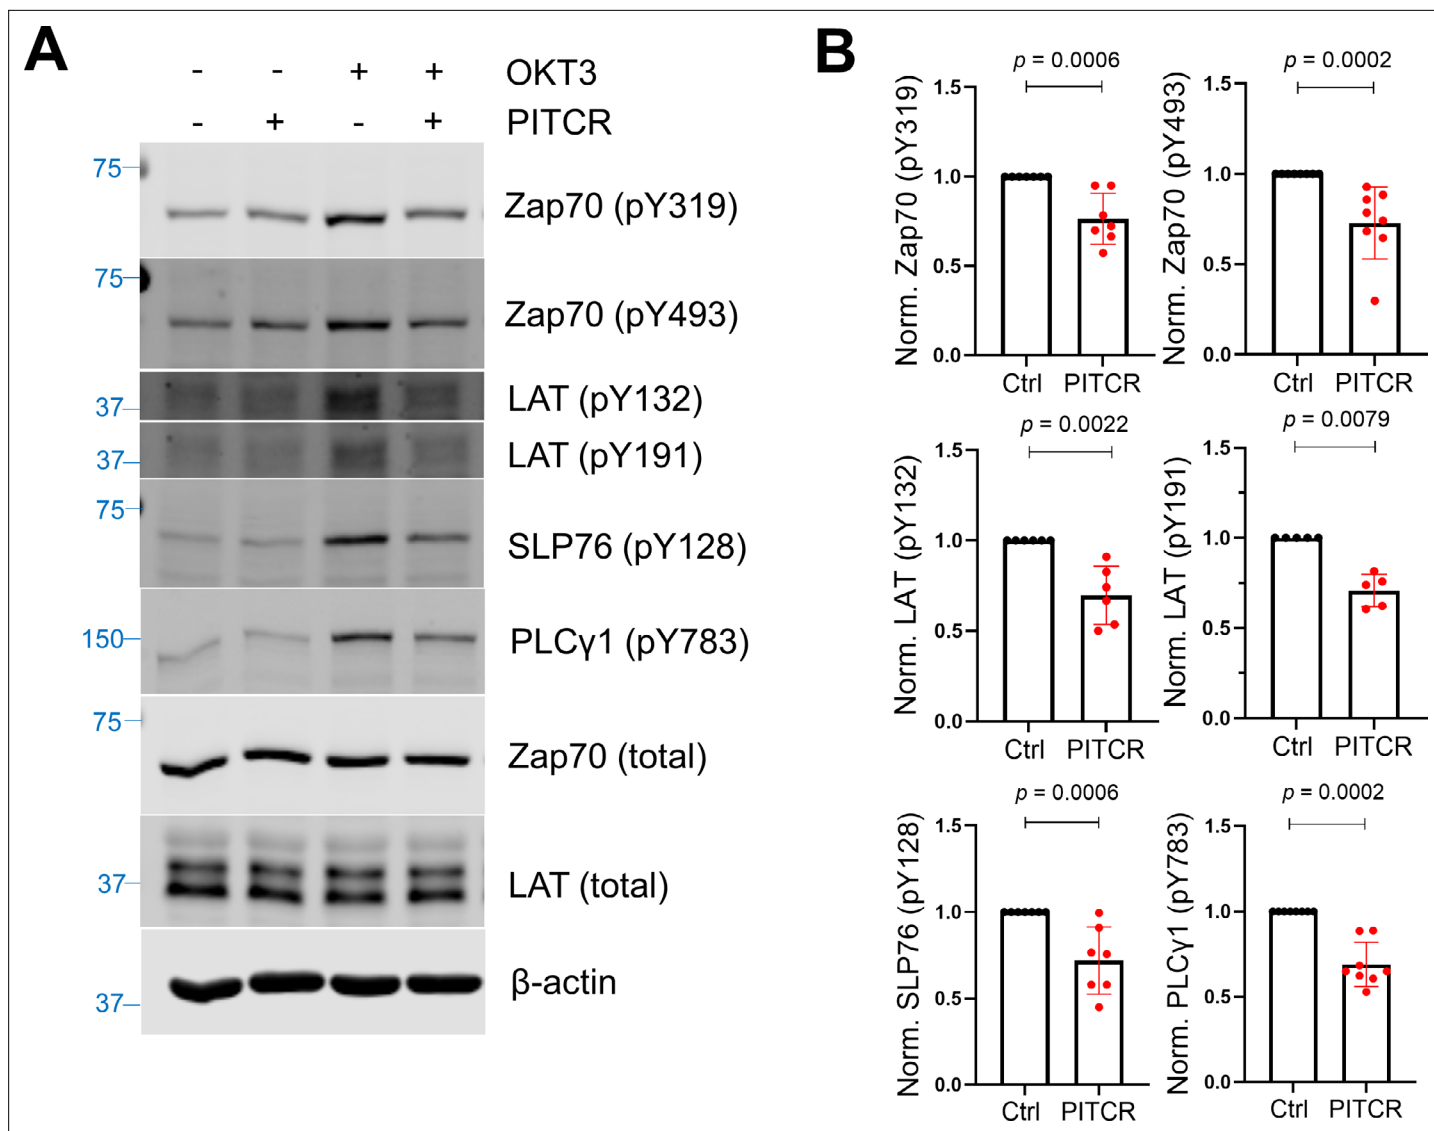 A
- - + + OKT3
- + - + PITCR
75
Zap70 (pY319)
75
Zap70 (pY493)
37
LAT (pY132)
37
LAT (pY191)
75
SLP76 (pY128)
150
PLCγ1 (pY783)
75
Zap70 (total)
37
LAT (total)
37
β-actin
B
p = 0.0006
Norm. Zap70 (pY319)
1.5
1.0
0.5
0.0
Ctrl PITCR
p = 0.0002
Norm. Zap70 (pY493)
1.5
1.0
0.5
0.0
Ctrl PITCR
p = 0.0022
Norm. LAT (pY132)
1.5
1.0
0.5
0.0
Ctrl PITCR
p = 0.0079
Norm. LAT (pY191)
1.5
1.0
0.5
0.0
Ctrl PITCR
p = 0.0006
Norm. SLP76 (pY128)
1.5
1.0
0.5
0.0
Ctrl PITCR
p = 0.0002
Norm. PLCγ1 (pY783)
1.5
1.0
0.5
0.0
Ctrl PITCR